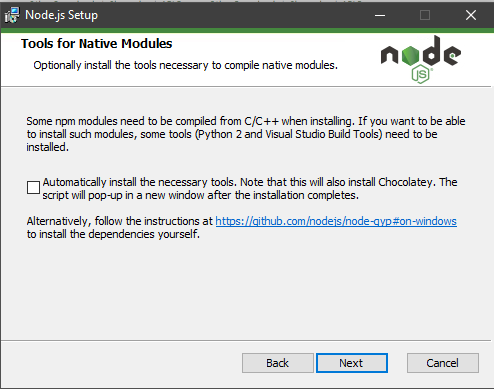 Node.js Setup
Tools for Native Modules
Optionally install the tools necessary to compile native modules.
node
JS
Some npm modules need to be compiled from C/C++ when installing. If you want to be able
to install such modules, some tools (Python 2 and Visual Studio Build Tools) need to be
installed.
Automatically install the necessary tools. Note that this will also install Chocolatey. The
script will pop-up in a new window after the installation completes.
Alternatively, follow the instructions at https://github.com/nodejs/node-gyp#on-windows
to install the dependencies yourself.
Back
Next
Cancel